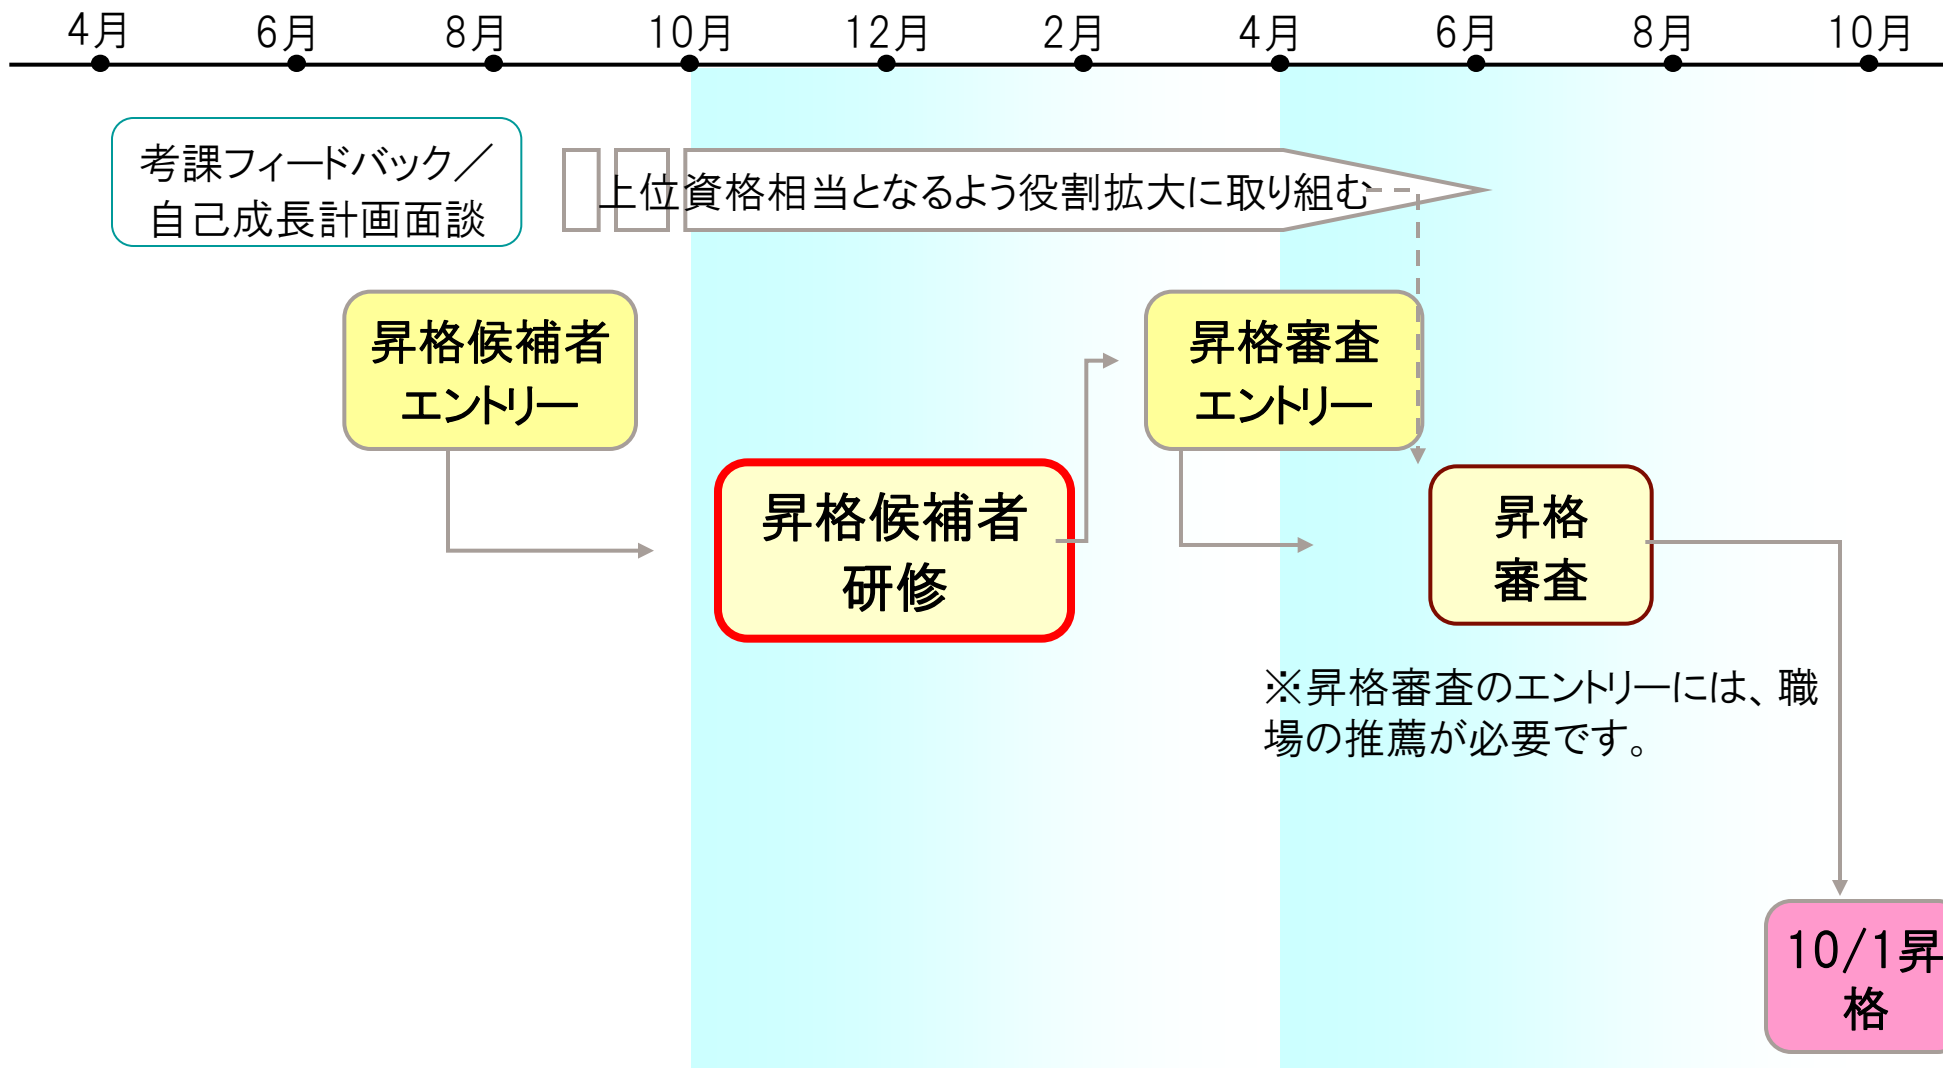 4月 6月 8月 10月 12月 2月 4月 6月 8月 10月
考課フィードバック／
自己成長計画面談
上位資格相当となるよう役割拡大に取り組む
昇格候補者
エントリー
昇格審査
エントリー
昇格候補者
研修
昇格
審査
※昇格審査のエントリーには、職
場の推薦が必要です。
10/1昇
格